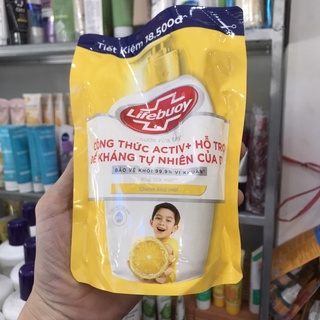 Tiết Kiệm 18.500đ
Lifebuoy
CÔNG THỨC ACTIV+ HỖ TRỢ
ĐỀ KHÁNG TỰ NHIÊN CỦA D
BẢO VỆ KHỎI 99.9% VI KHUẨN